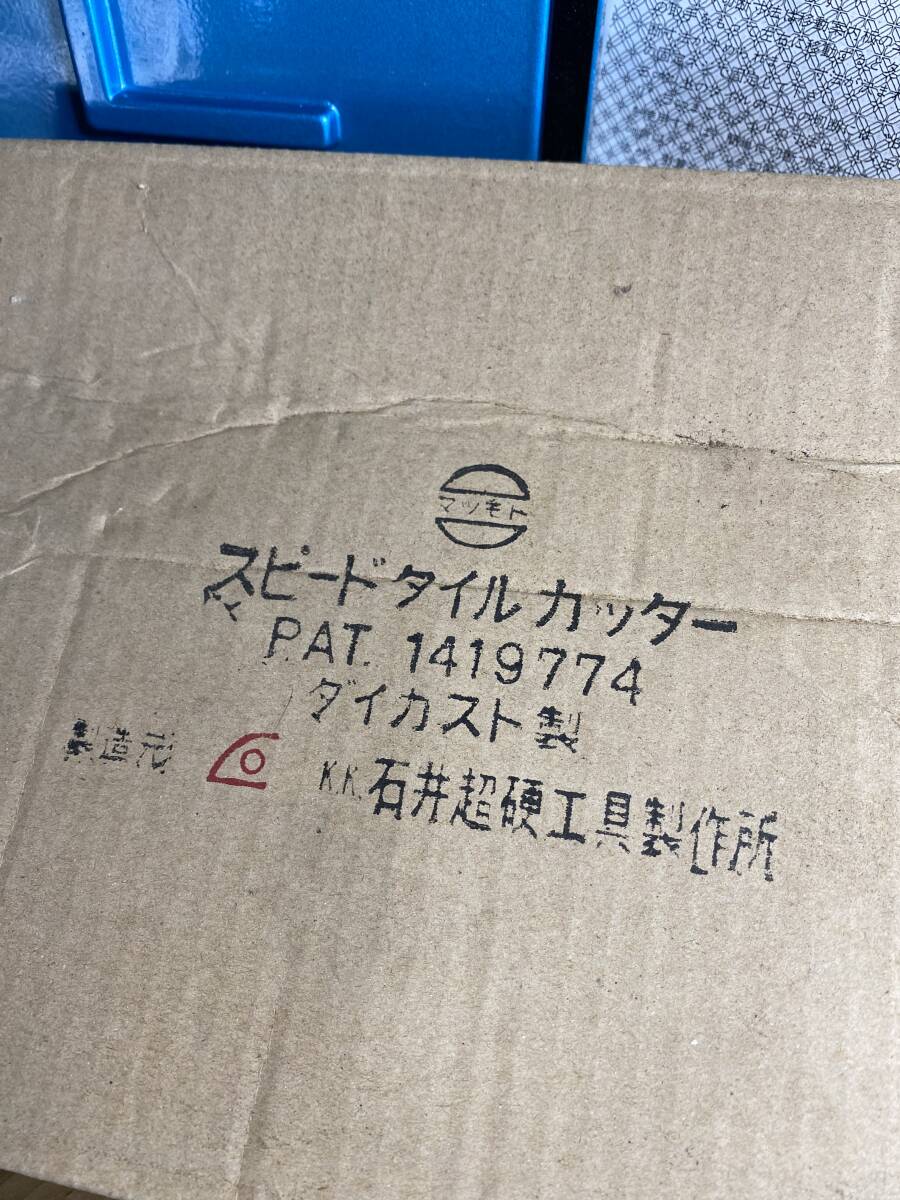 マツモト
スピードタイルカッター
PAT. 1419774
ダイカスト製
製造元 K.K.石井超硬工具製作所